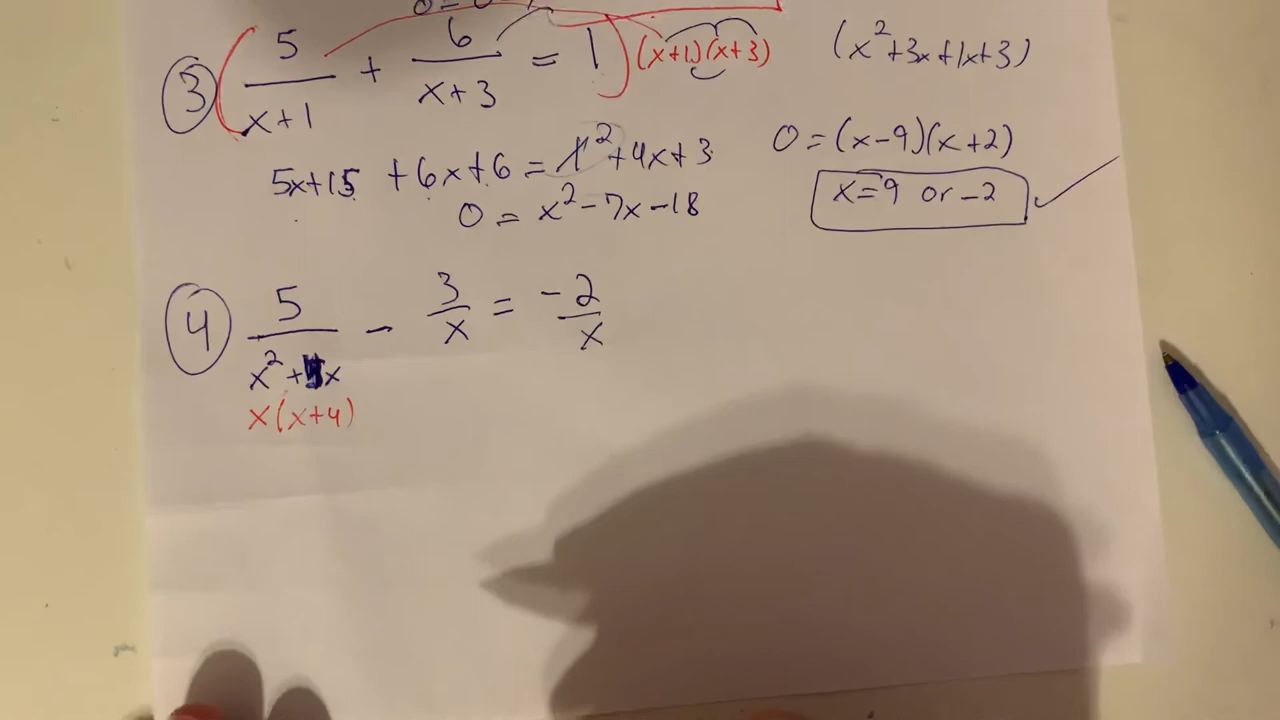 ③ ( 5/(x+1) + 6/(x+3) = 1 ) (x+1)(x+3) (x²+3x+1x+3)
5x+15 + 6x+6 = x²+4x+3
0 = x²-7x-18
0=(x-9)(x+2)
x=9 or -2
④ 5/(x²+4x) - 3/x = -2/x
x(x+4)